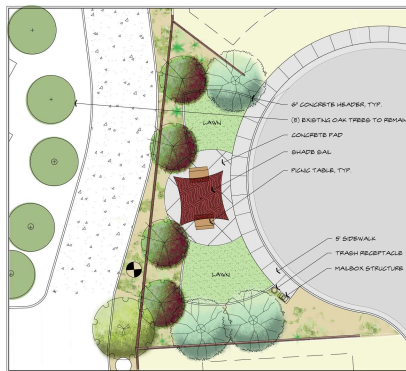 6" CONCRETE HEADER, TYP.
(5) EXISTING OAK TREES TO REMAIN
LAWN
CONCRETE PAD
SHADE SAIL
PICNIC TABLE, TYP.
5' SIDEWALK
TRASH RECEPTACLE
LAWN
MAILBOX STRUCTURE